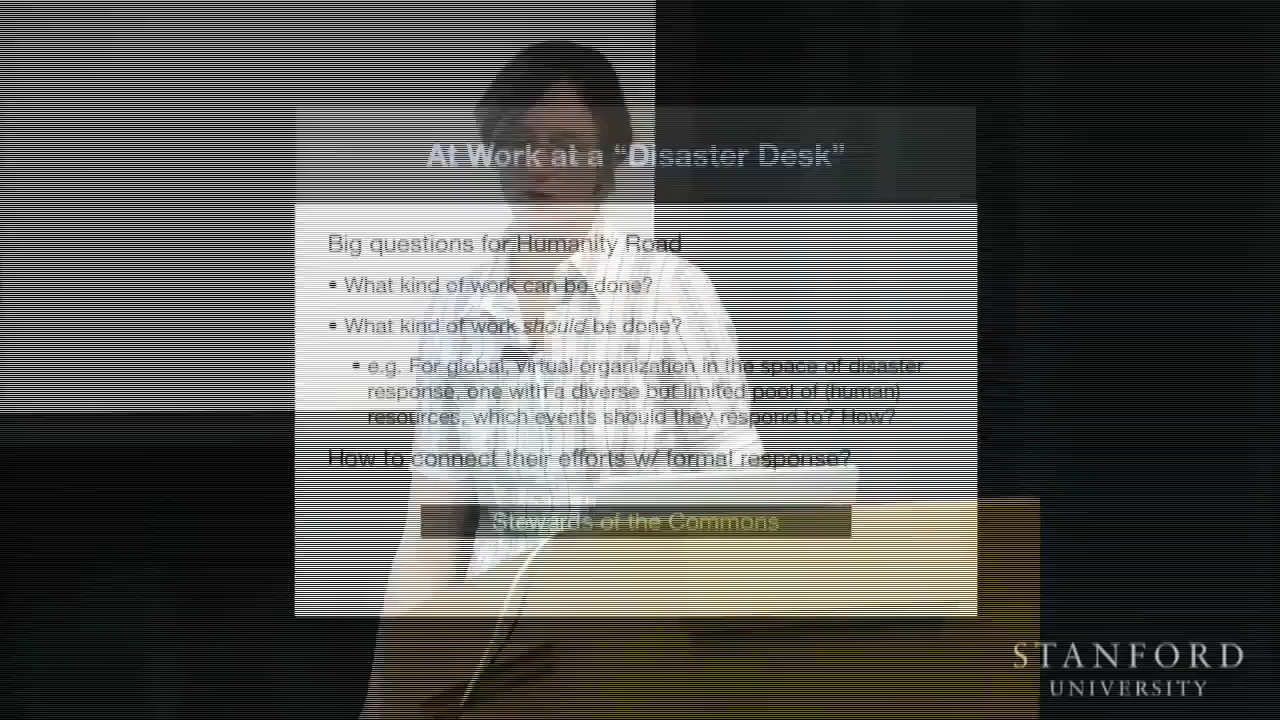 At Work at a “Disaster Desk”
Big questions for Humanity Road
▪ What kind of work can be done?
▪ What kind of work should be done?
▪ e.g. For global, virtual organization in the space of disaster
response, one with a diverse but limited pool of (human)
resources, which events should they respond to? How?
How to connect their efforts w/ formal response?
Stewards of the Commons
STANFORD
UNIVERSITY